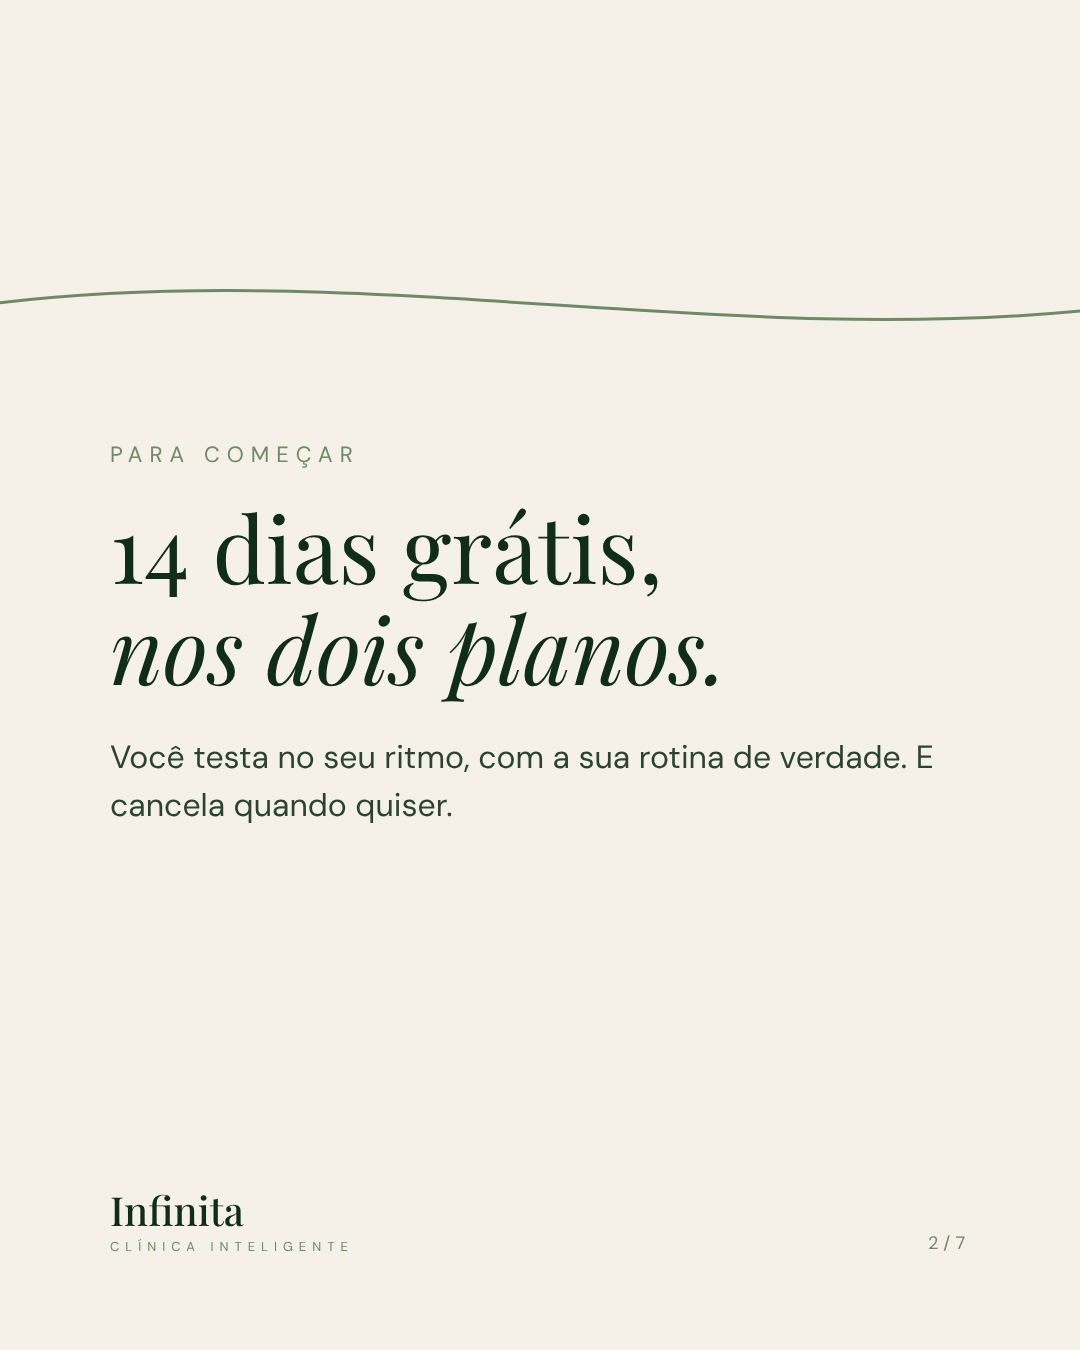 PARA COMEÇAR
14 dias grátis,
nos dois planos.
Você testa no seu ritmo, com a sua rotina de verdade. E
cancela quando quiser.
Infinita
CLÍNICA INTELIGENTE
2/7